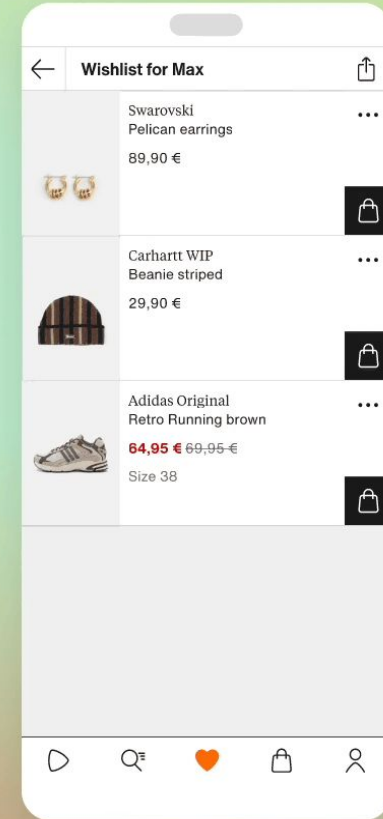 Wishlist for Max
Swarovski
Pelican earrings
89,90 €
Carhartt WIP
Beanie striped
29,90 €
Adidas Original
Retro Running brown
64,95 € 69,95 €
Size 38